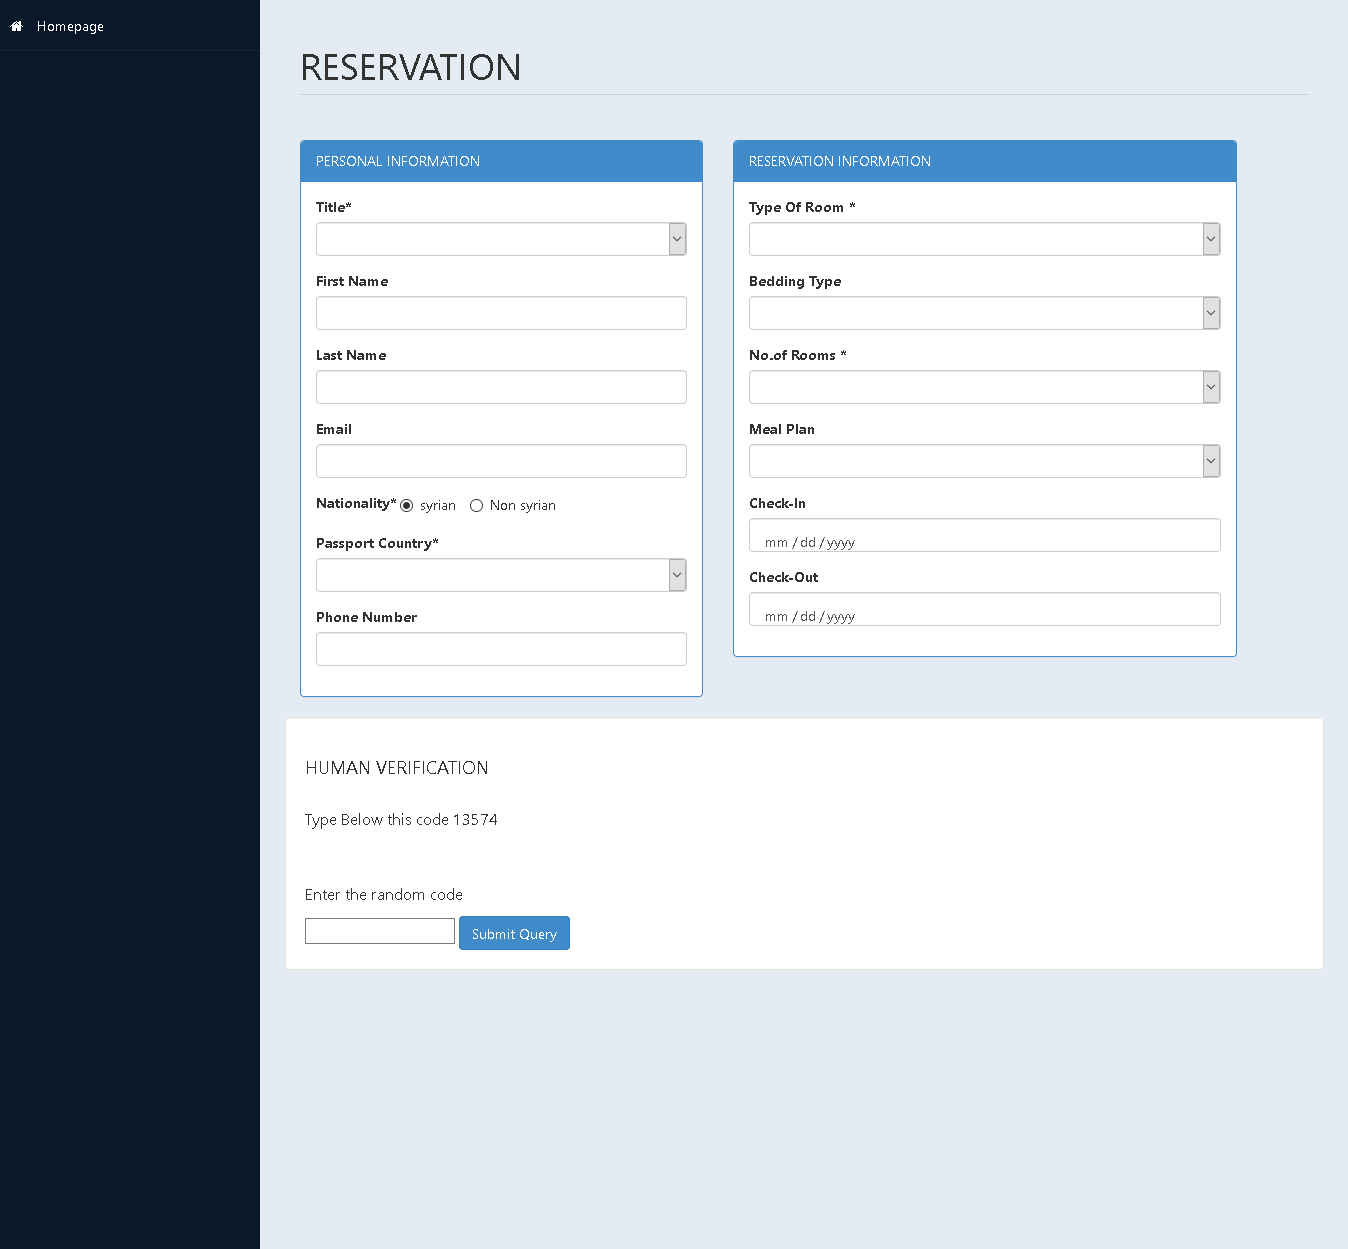 Homepage
RESERVATION
PERSONAL INFORMATION
Title*
First Name
Last Name
Email
Nationality* syrian Non syrian
Passport Country*
Phone Number
RESERVATION INFORMATION
Type Of Room *
Bedding Type
No.of Rooms *
Meal Plan
Check-In
mm / dd / yyyy
Check-Out
mm / dd / yyyy
HUMAN VERIFICATION
Type Below this code 13574
Enter the random code
Submit Query